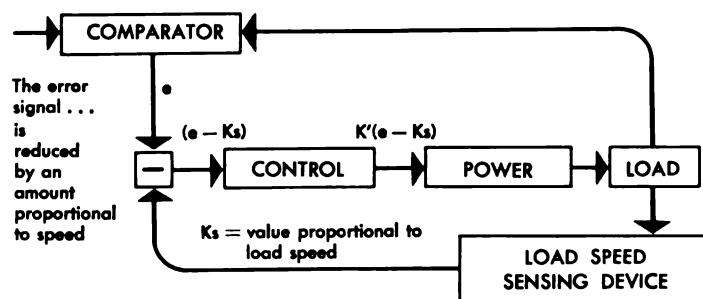 COMPARATOR
The error
signal . . .
is
reduced
by an
amount
proportional
to speed
e
(e – Ks)
K'(e – Ks)
–
CONTROL
POWER
LOAD
Ks = value proportional to
load speed
LOAD SPEED
SENSING DEVICE